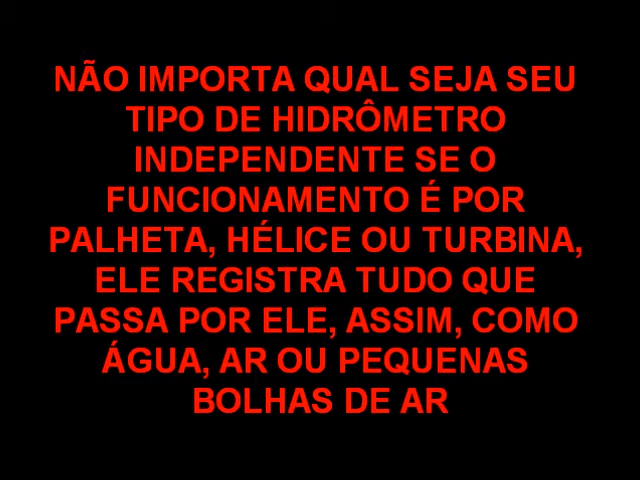 NÃO IMPORTA QUAL SEJA SEU
TIPO DE HIDRÔMETRO
INDEPENDENTE SE O
FUNCIONAMENTO É POR
PALHETA, HÉLICE OU TURBINA,
ELE REGISTRA TUDO QUE
PASSA POR ELE, ASSIM, COMO
ÁGUA, AR OU PEQUENAS
BOLHAS DE AR